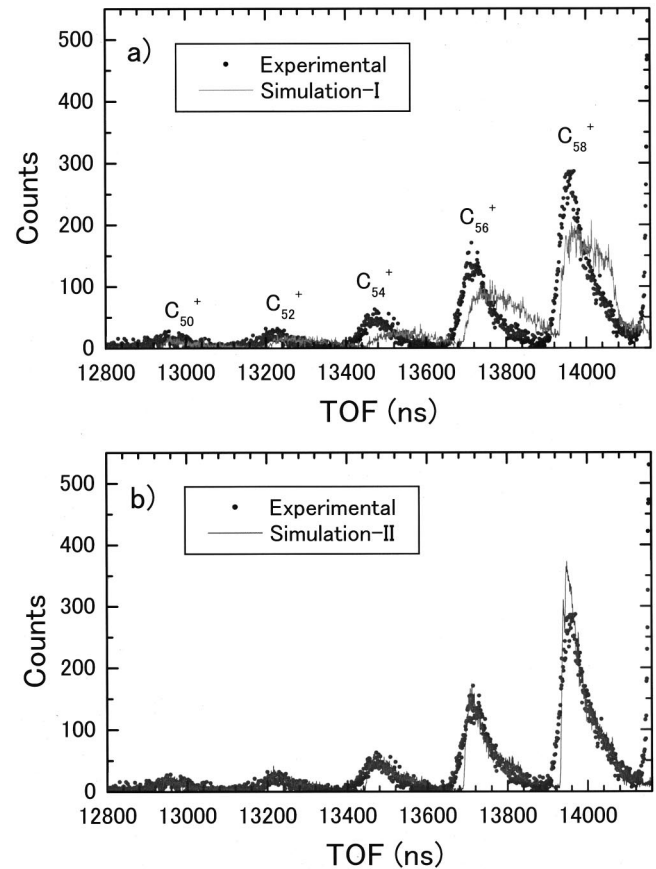 a)
Experimental
Simulation-I
500
400
300
200
100
0
Counts
C50+
C52+
C54+
C56+
C58+
12800 13000 13200 13400 13600 13800 14000
TOF (ns)
b)
Experimental
Simulation-II
500
400
300
200
100
0
Counts
12800 13000 13200 13400 13600 13800 14000
TOF (ns)